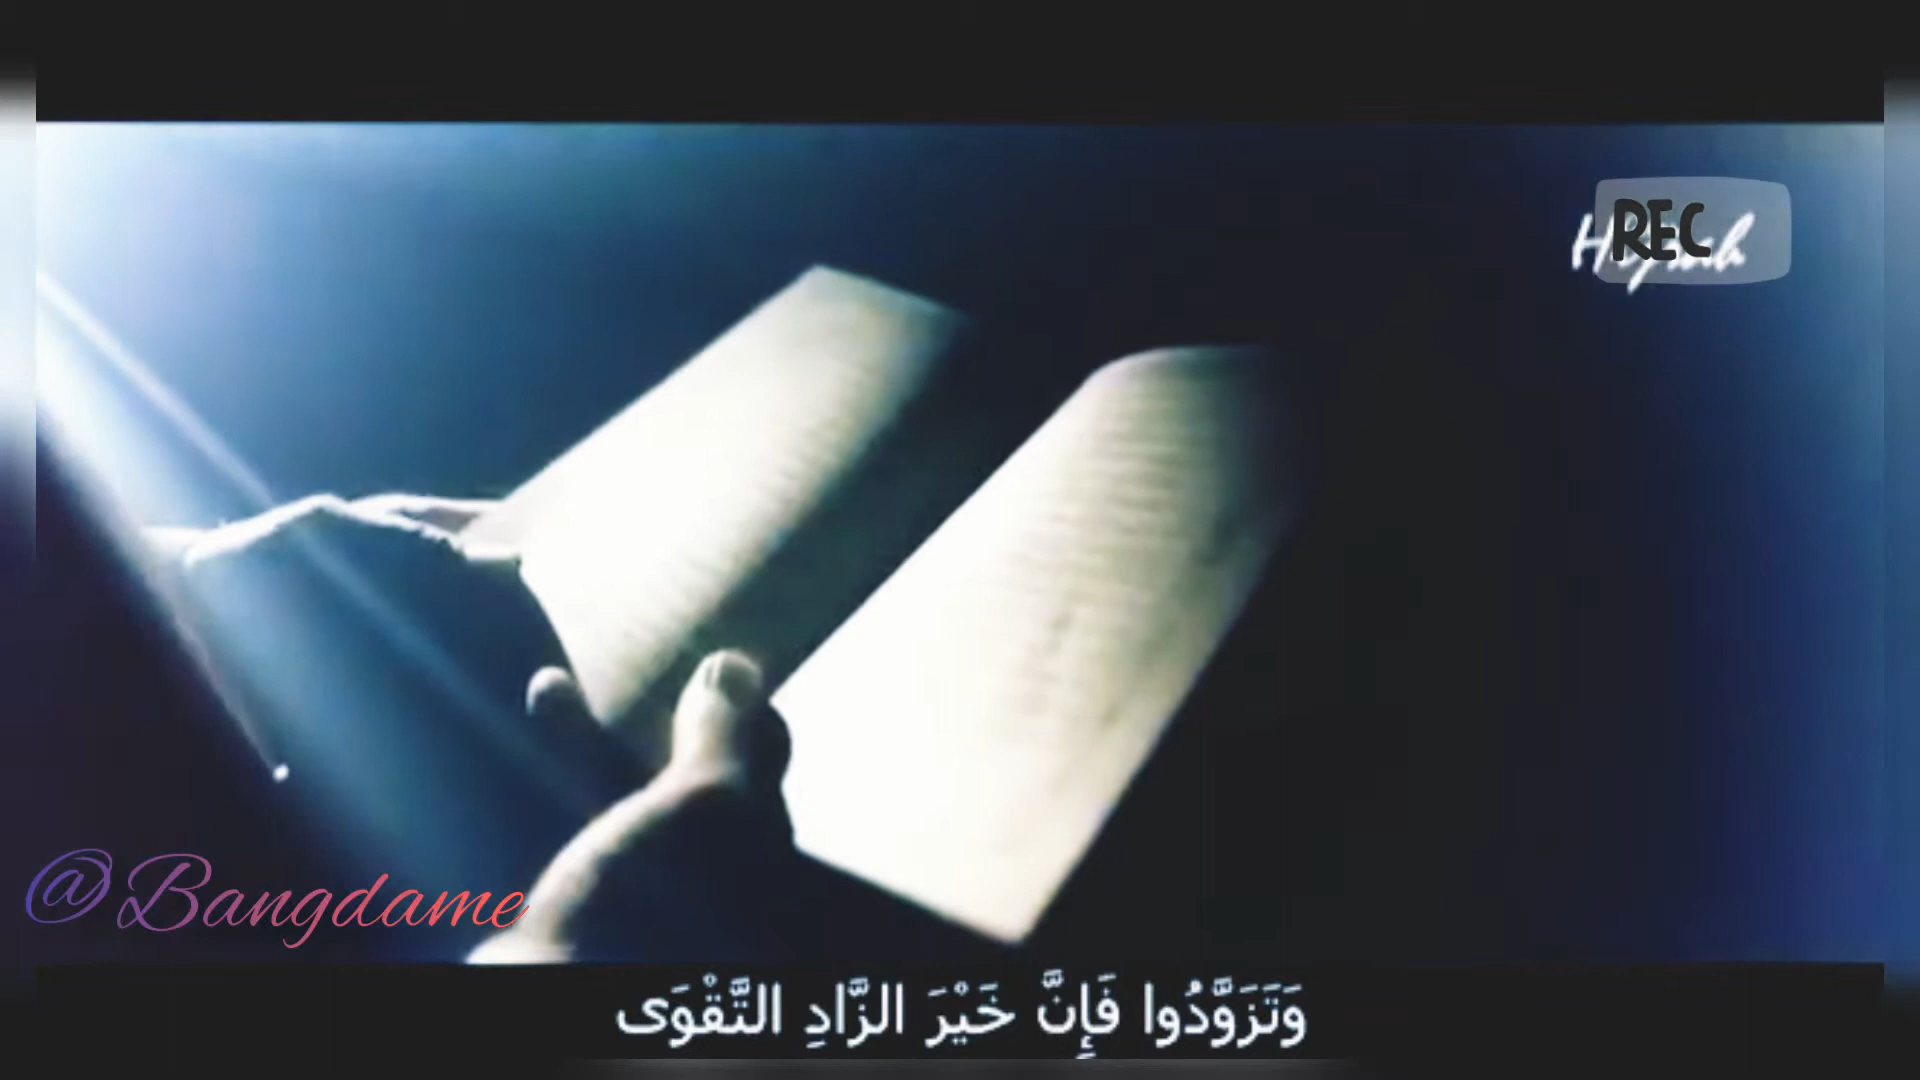 REC
@Bangdame
وَتَزَوَّدُوا فَإِنَّ خَيْرَ الزَّادِ التَّقْوَى